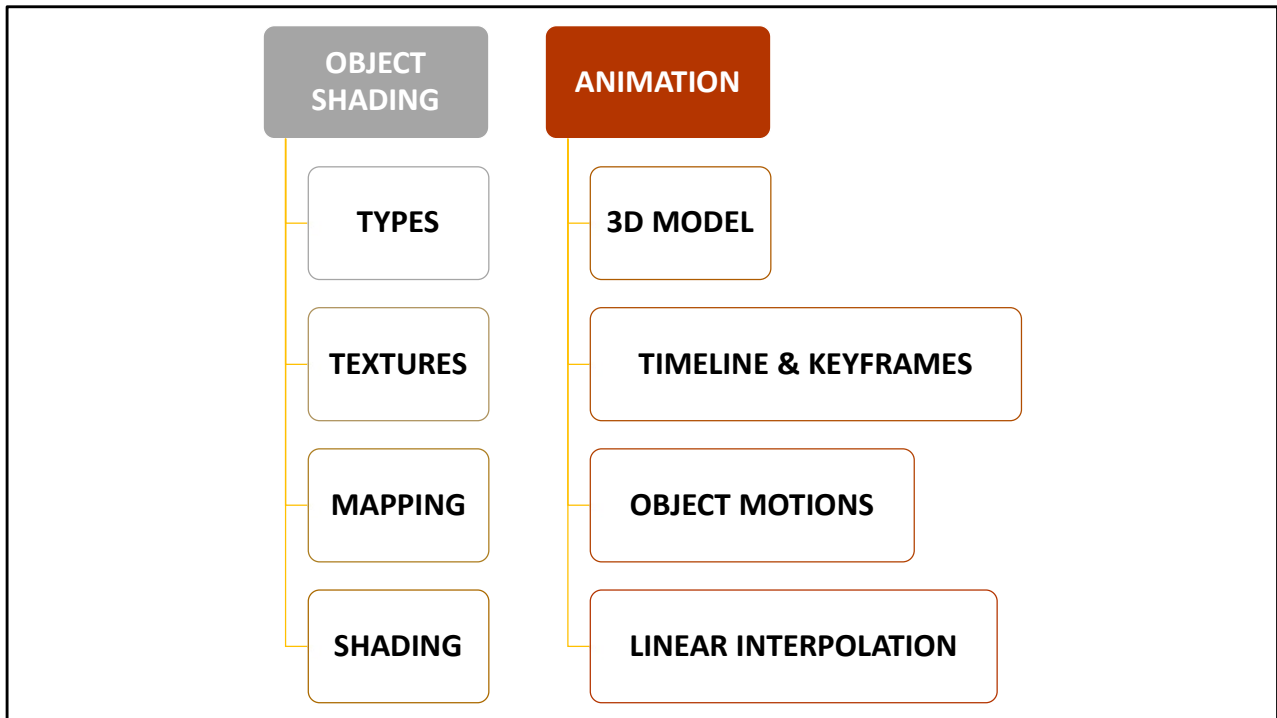 OBJECT
SHADING
TYPES
TEXTURES
MAPPING
SHADING
ANIMATION
3D MODEL
TIMELINE & KEYFRAMES
OBJECT MOTIONS
LINEAR INTERPOLATION